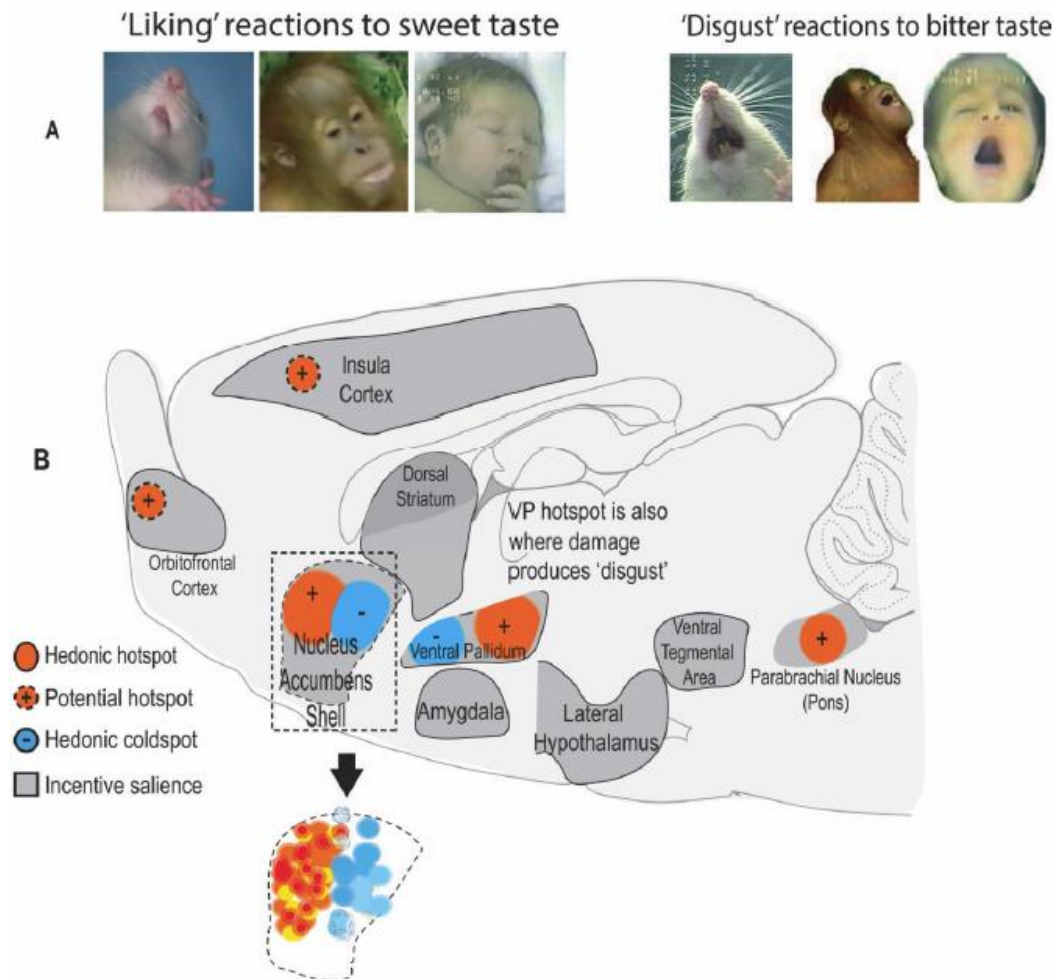 'Liking' reactions to sweet taste
'Disgust' reactions to bitter taste
A
B
Insula
Cortex
+
Dorsal
Striatum
+
Orbitofrontal
Cortex
VP hotspot is also
where damage
produces 'disgust'
+
-
Nucleus
Accumbens
Shell
-
+
Ventral Pallidum
Amygdala
Lateral
Hypothalamus
Ventral
Tegmental
Area
+
Parabrachial Nucleus
(Pons)
Hedonic hotspot
+ Potential hotspot
- Hedonic coldspot
Incentive salience